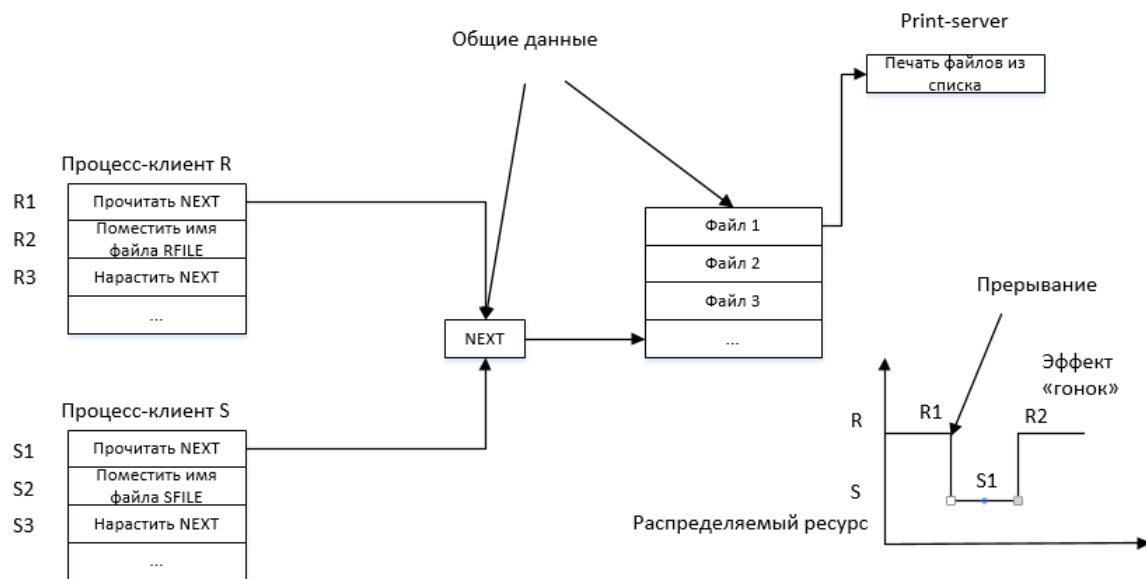 Print-server
Общие данные
Печать файлов из
списка
Процесс-клиент R
R1
Прочитать NEXT
R2
Поместить имя
файла RFILE
R3
Нарастить NEXT
...
Файл 1
Файл 2
Файл 3
...
NEXT
Прерывание
Эффект
«гонок»
R
R1
R2
S
S1
Распределяемый ресурс
Процесс-клиент S
S1
Прочитать NEXT
S2
Поместить имя
файла SFILE
S3
Нарастить NEXT
...